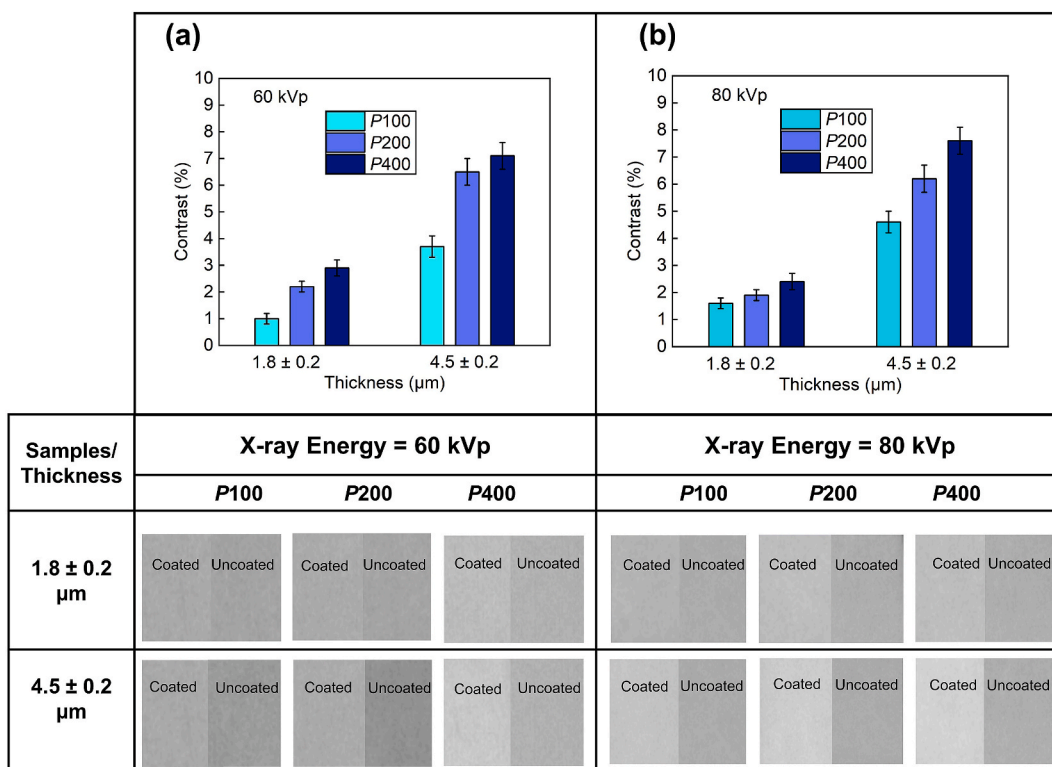 (a)
60 kVp
P100
P200
P400
10
9
8
7
6
5
4
3
2
1
0
Contrast (%)
1.8 ± 0.2
4.5 ± 0.2
Thickness (µm)
(b)
80 kVp
P100
P200
P400
10
9
8
7
6
5
4
3
2
1
0
Contrast (%)
1.8 ± 0.2
4.5 ± 0.2
Thickness (µm)
Samples/
Thickness
X-ray Energy = 60 kVp
X-ray Energy = 80 kVp
P100 P200 P400
P100 P200 P400
1.8 ± 0.2
µm
Coated Uncoated Coated Uncoated Coated Uncoated
Coated Uncoated Coated Uncoated Coated Uncoated
4.5 ± 0.2
µm
Coated Uncoated Coated Uncoated Coated Uncoated
Coated Uncoated Coated Uncoated Coated Uncoated